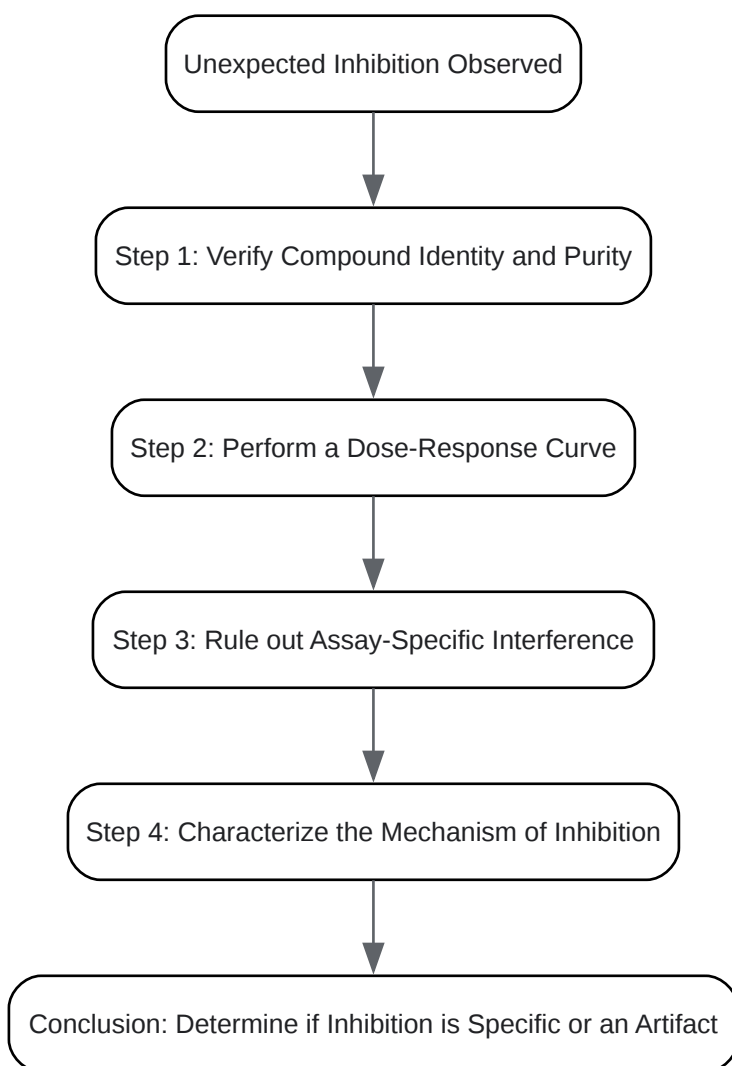 Unexpected Inhibition Observed
Step 1: Verify Compound Identity and Purity
Step 2: Perform a Dose-Response Curve
Step 3: Rule out Assay-Specific Interference
Step 4: Characterize the Mechanism of Inhibition
Conclusion: Determine if Inhibition is Specific or an Artifact